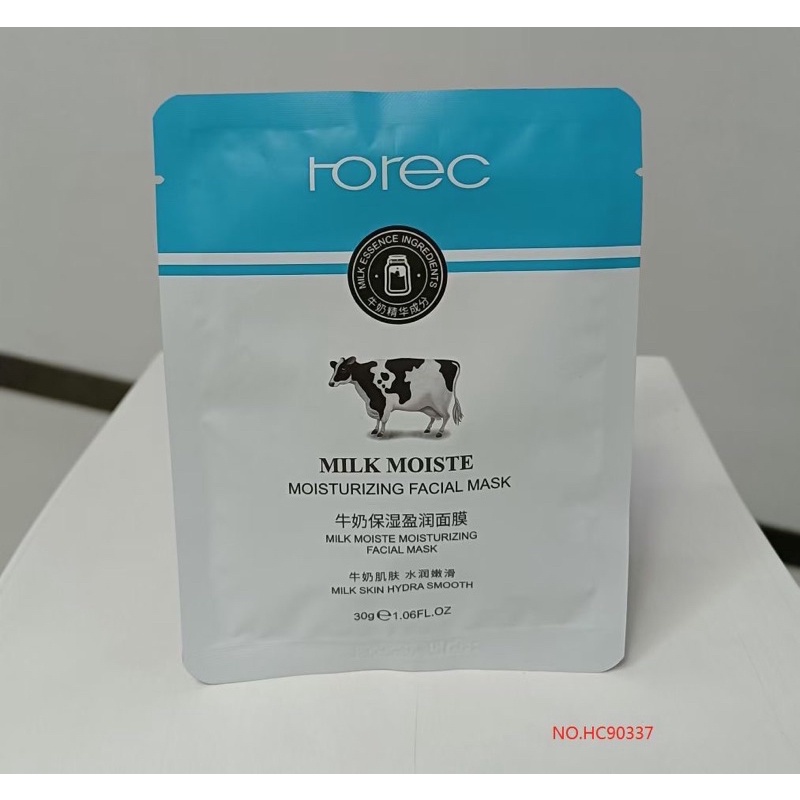 Horec
MILK ESSENCE INGREDIENTS
牛奶精华成分
MILK MOISTE
MOISTURIZING FACIAL MASK
牛奶保湿盈润面膜
MILK MOISTE MOISTURIZING
FACIAL MASK
牛奶肌肤 水润嫩滑
MILK SKIN HYDRA SMOOTH
30g℮1.06FL.OZ
NO.HC90337